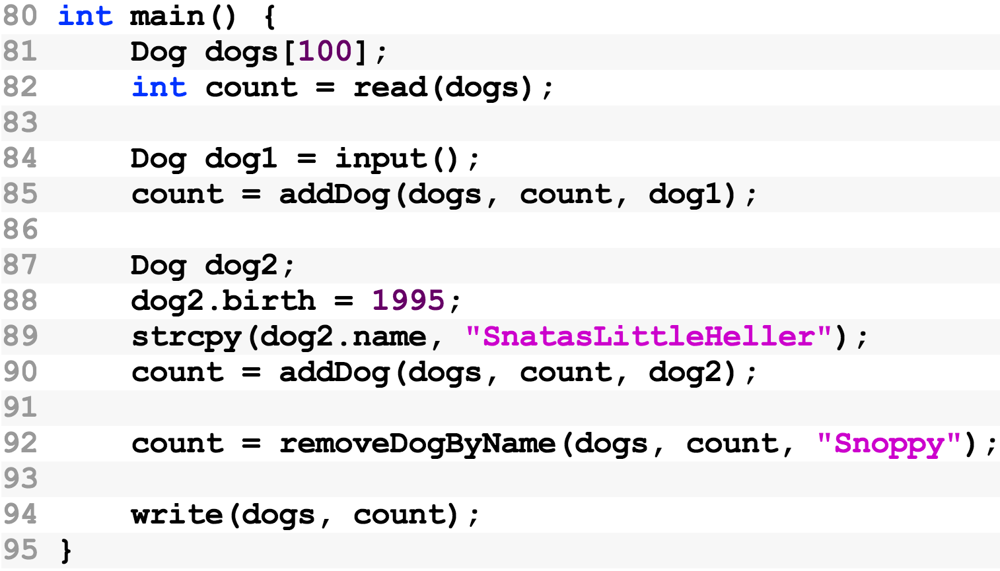 80 int main() {
81     Dog dogs[100];
82     int count = read(dogs);
83
84     Dog dog1 = input();
85     count = addDog(dogs, count, dog1);
86
87     Dog dog2;
88     dog2.birth = 1995;
89     strcpy(dog2.name, "SnatasLittleHeller");
90     count = addDog(dogs, count, dog2);
91
92     count = removeDogByName(dogs, count, "Snoppy");
93
94     write(dogs, count);
95 }